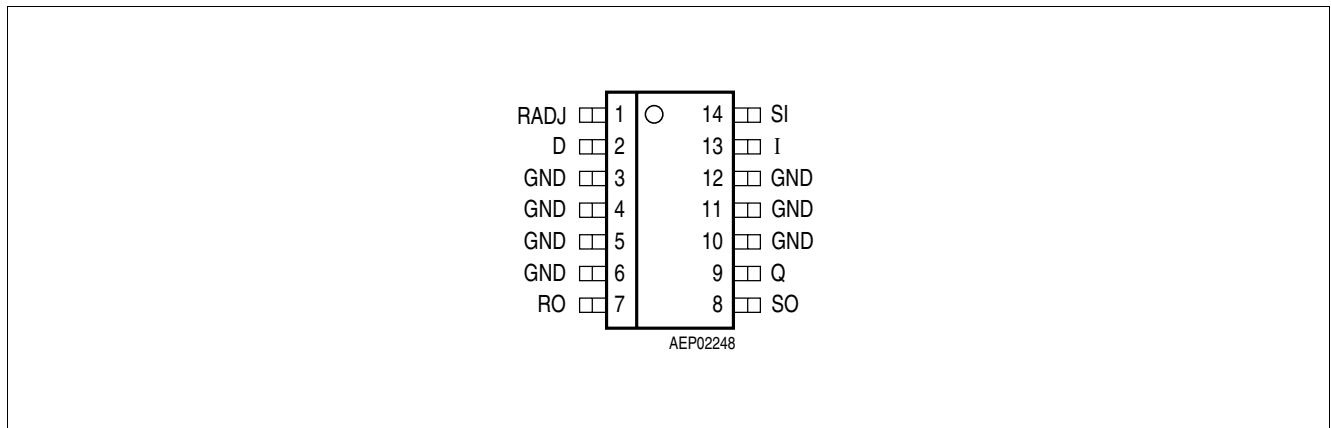 RADJ 1 14 SI
D 2 13 I
GND 3 12 GND
GND 4 11 GND
GND 5 10 GND
GND 6 9 Q
RO 7 8 SO
AEP02248